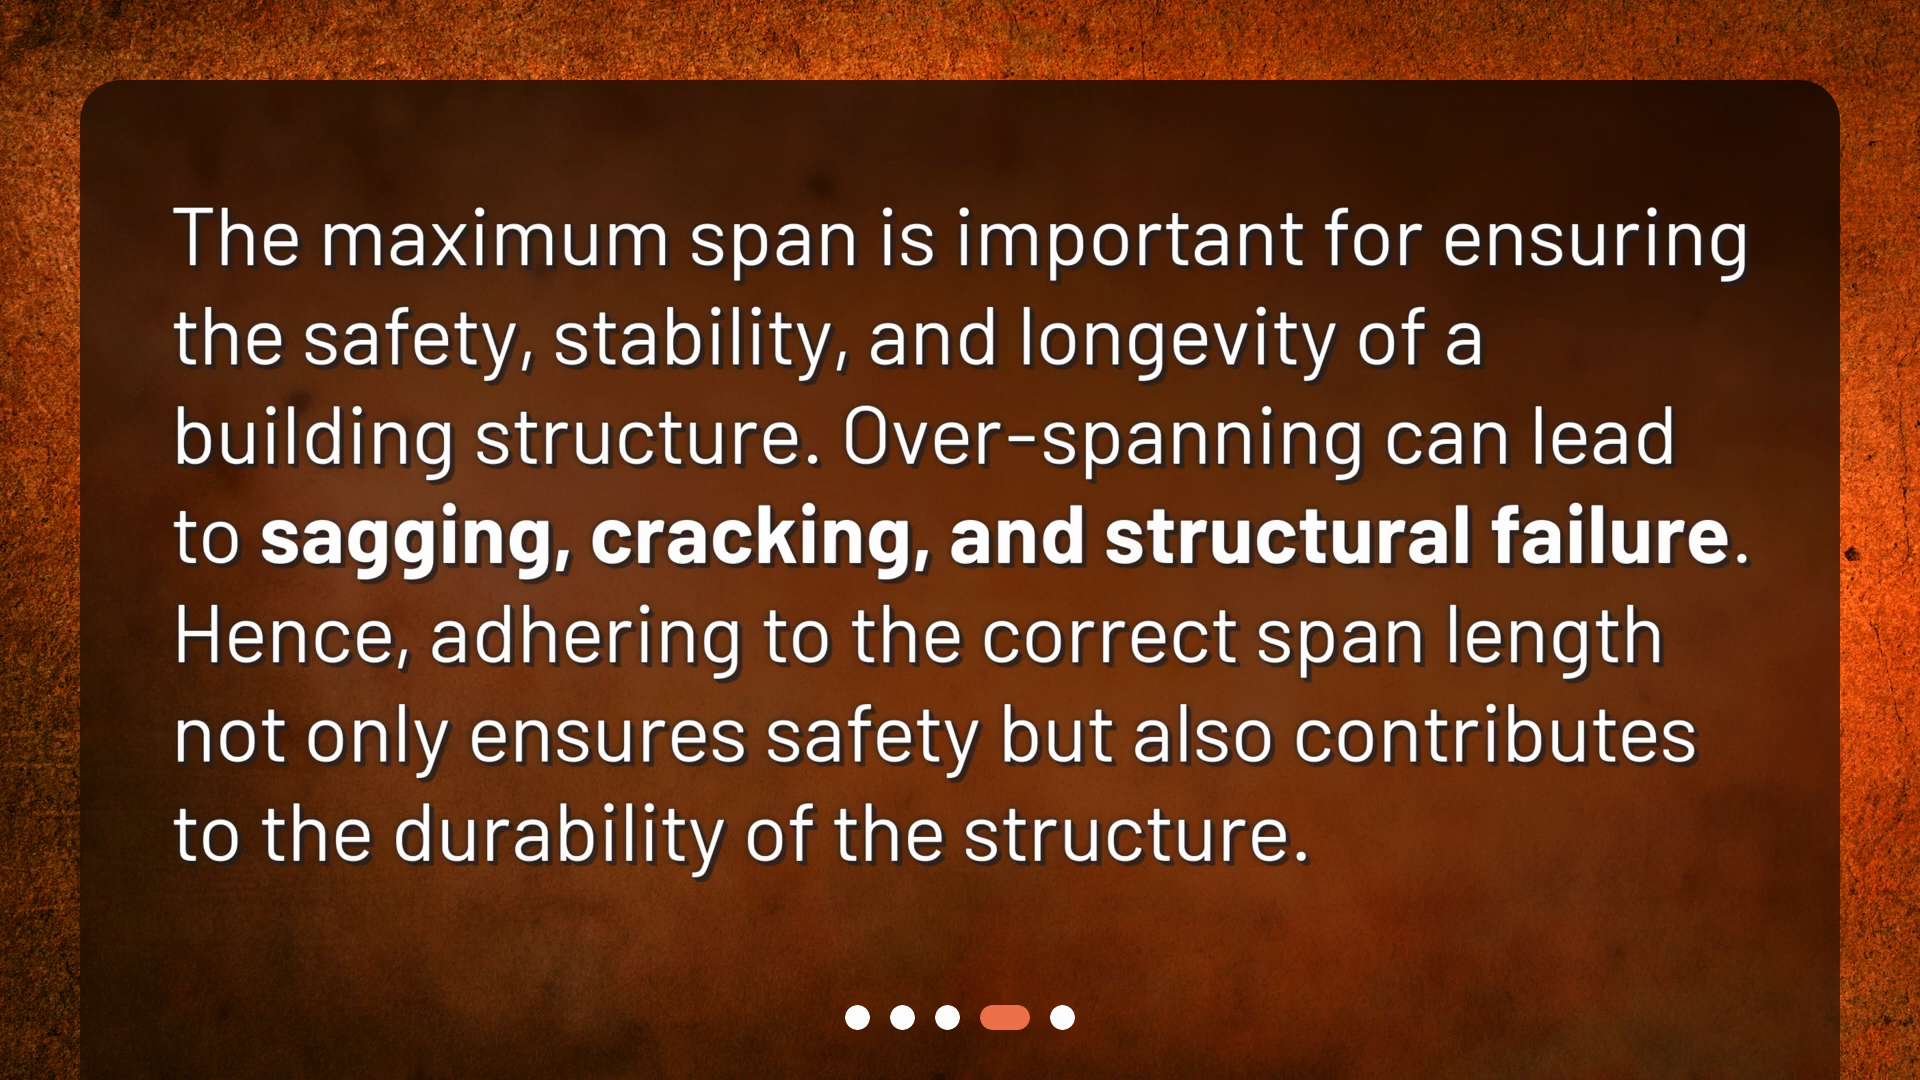 The maximum span is important for ensuring
the safety, stability, and longevity of a
building structure. Over-spanning can lead
to sagging, cracking, and structural failure.
Hence, adhering to the correct span length
not only ensures safety but also contributes
to the durability of the structure.